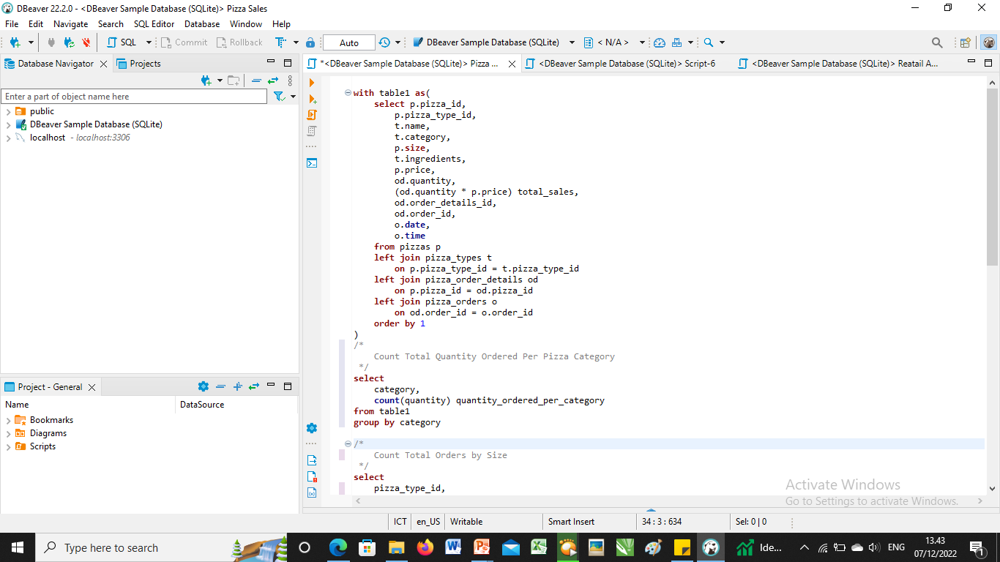 DBeaver 22.2.0 - <DBeaver Sample Database (SQLite)> Pizza Sales
File Edit Navigate Search SQL Editor Database Window Help
SQL Commit Rollback Auto DBeaver Sample Database (SQLite) < N/A >
Database Navigator Projects
*<DBeaver Sample Database (SQLite)> Pizza ... <DBeaver Sample Database (SQLite)> Script-6 <DBeaver Sample Database (SQLite)> Reatail A...
Enter a part of object name here
public
DBeaver Sample Database (SQLite)
localhost - localhost:3306
with table1 as(
select p.pizza_id,
p.pizza_type_id,
t.name,
t.category,
p.size,
t.ingredients,
p.price,
od.quantity,
(od.quantity * p.price) total_sales,
od.order_details_id,
od.order_id,
o.date,
o.time
from pizzas p
left join pizza_types t
on p.pizza_type_id = t.pizza_type_id
left join pizza_order_details od
on p.pizza_id = od.pizza_id
left join pizza_orders o
on od.order_id = o.order_id
order by 1
)
/*
Count Total Quantity Ordered Per Pizza Category
*/
select
category,
count(quantity) quantity_ordered_per_category
from table1
group by category
/*
Count Total Orders by Size
*/
select
pizza_type_id,
Project - General
Name DataSource
Bookmarks
Diagrams
Scripts
Activate Windows
Go to Settings to activate Windows.
ICT en_US Writable Smart Insert 34 : 3 : 634 Sel: 0 | 0
Type here to search
Ide... ENG 13.43
07/12/2022
1